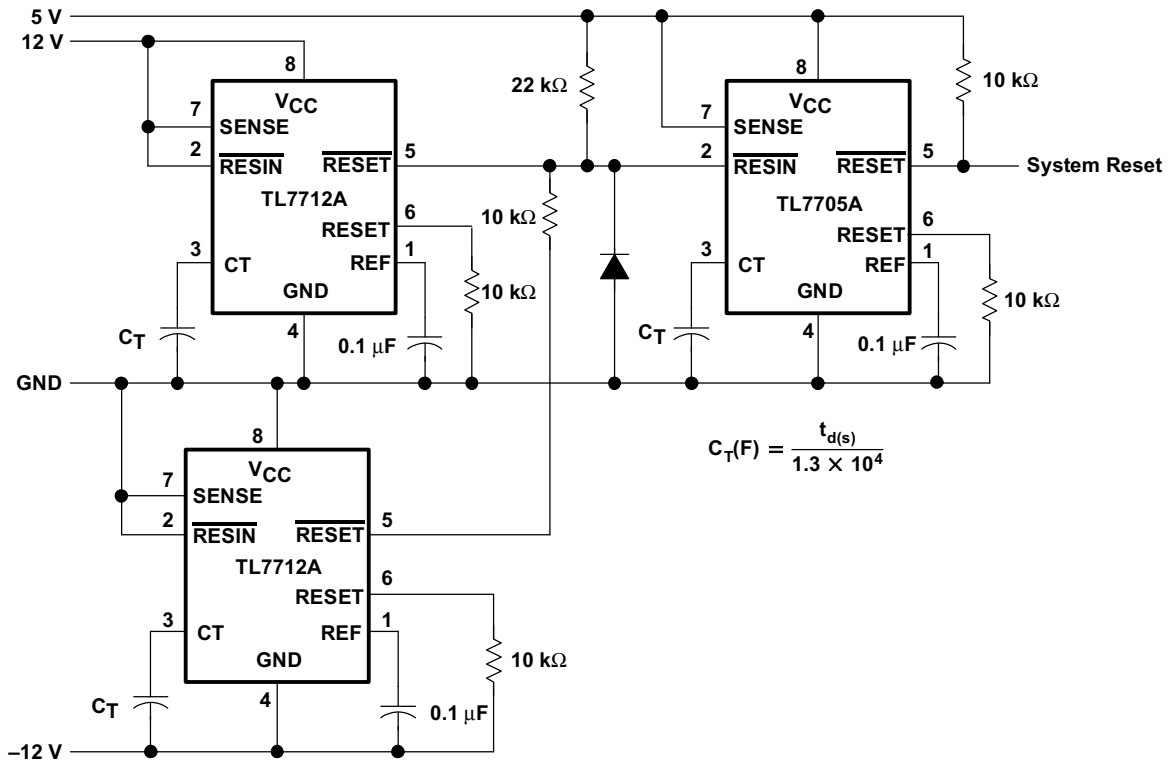 5 V
12 V
8
VCC
7
SENSE
2
RESIN
RESET
5
TL7712A
RESET
6
3
CT
REF
1
GND
4
CT
0.1 µF
10 kΩ
22 kΩ
10 kΩ
8
VCC
7
SENSE
2
RESIN
RESET
5
TL7705A
RESET
6
3
CT
REF
1
GND
4
CT
0.1 µF
10 kΩ
10 kΩ
System Reset
GND
CT(F) = td(s) / 1.3 × 10⁴
8
VCC
7
SENSE
2
RESIN
RESET
5
TL7712A
RESET
6
3
CT
REF
1
GND
4
CT
0.1 µF
10 kΩ
–12 V